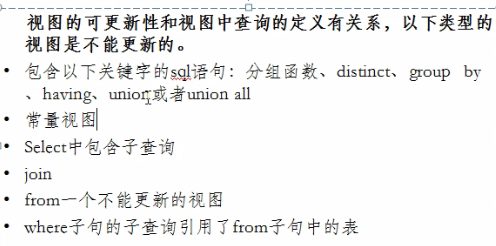 视图的可更新性和视图中查询的定义有关系，以下类型的
视图是不能更新的。
• 包含以下关键字的sql语句：分组函数、distinct、group by
、having、union或者union all
• 常量视图
• Select中包含子查询
• join
• from一个不能更新的视图
• where子句的子查询引用了from子句中的表